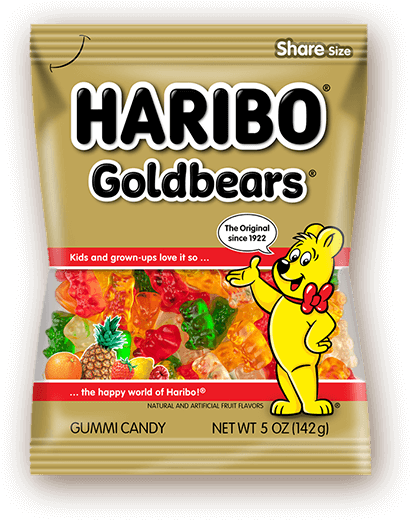 Share Size
HARIBO®
Goldbears®
The Original
since 1922
Kids and grown-ups love it so ...
... the happy world of Haribo!®
NATURAL AND ARTIFICIAL FRUIT FLAVORS
®
GUMMI CANDY
NET WT 5 OZ (142g)